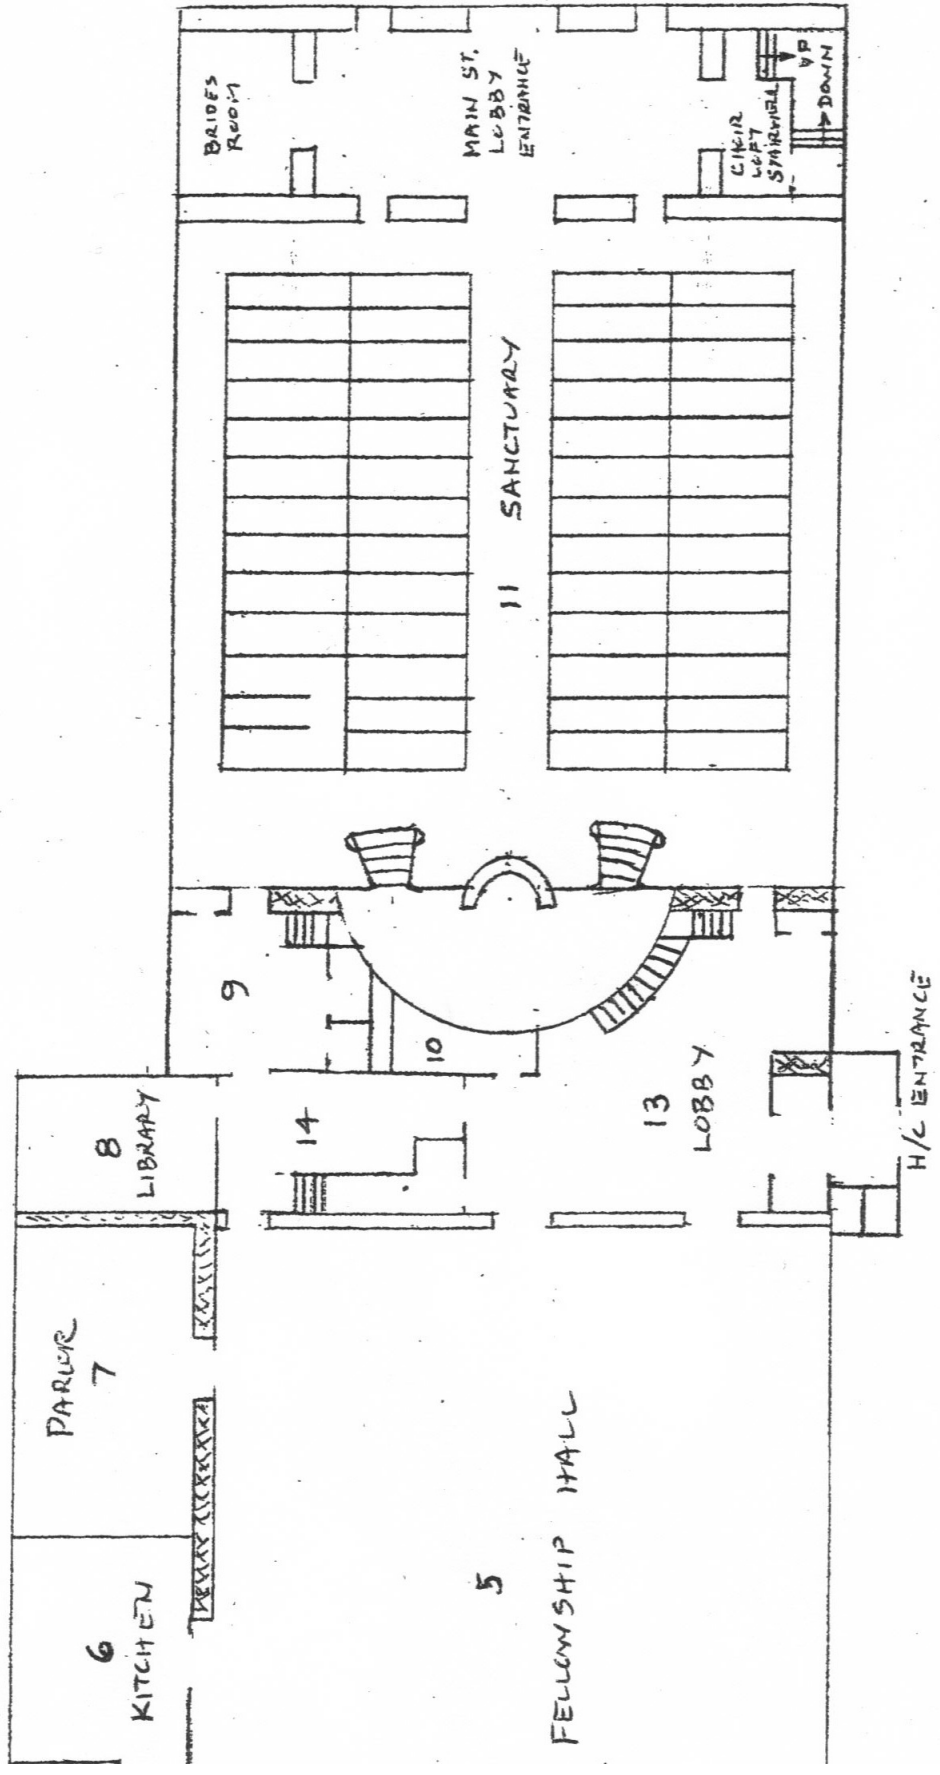 BRIDES
ROOM
MAIN ST.
LOBBY
ENTRANCE
CHOIR
LOFT
STAIRWELL
UP
DOWN
11 SANCTUARY
9
10
8
LIBRARY
14
13
LOBBY
H/C ENTRANCE
PARLOR
7
5
FELLOWSHIP HALL
6
KITCHEN